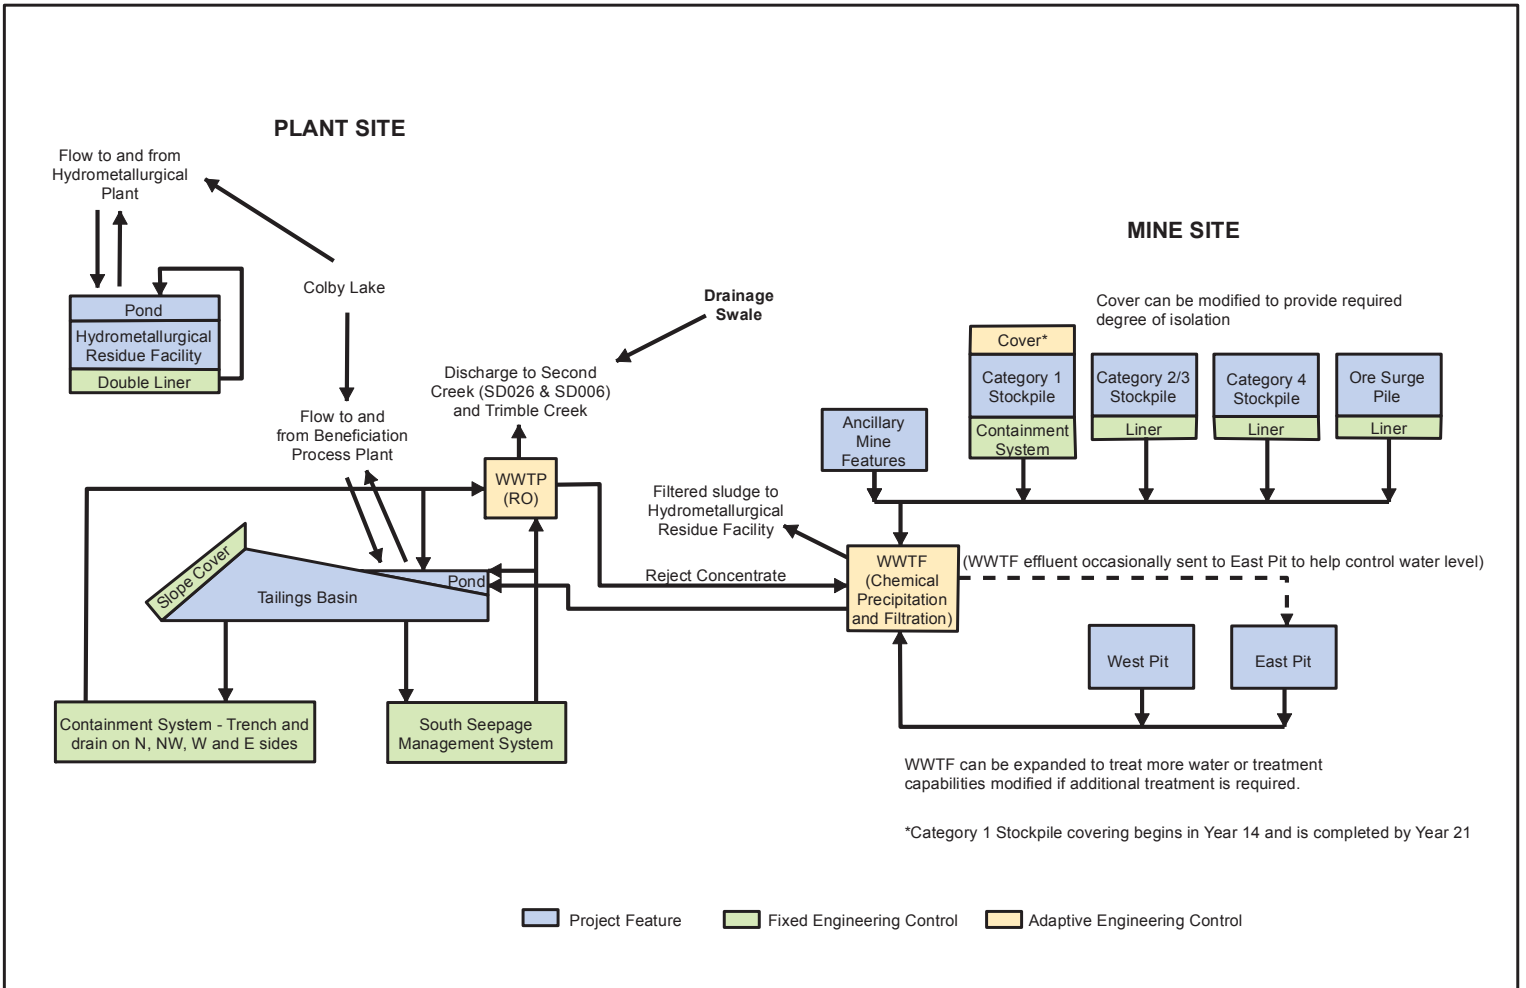 PLANT SITE
Flow to and from
Hydrometallurgical
Plant
Pond
Hydrometallurgical
Residue Facility
Double Liner
Colby Lake
Flow to and
from Beneficiation
Process Plant
Drainage
Swale
Discharge to Second
Creek (SD026 & SD006)
and Trimble Creek
WWTP
(RO)
Slope Cover
Tailings Basin
Pond
Containment System - Trench and
drain on N, NW, W and E sides
South Seepage
Management System
Reject Concentrate
Filtered sludge to
Hydrometallurgical
Residue Facility
MINE SITE
Cover can be modified to provide required
degree of isolation
Ancillary
Mine
Features
Cover*
Category 1
Stockpile
Containment
System
Category 2/3
Stockpile
Liner
Category 4
Stockpile
Liner
Ore Surge
Pile
Liner
WWTF
(Chemical
Precipitation
and Filtration)
(WWTF effluent occasionally sent to East Pit to help control water level)
West Pit
East Pit
WWTF can be expanded to treat more water or treatment
capabilities modified if additional treatment is required.
*Category 1 Stockpile covering begins in Year 14 and is completed by Year 21
Project Feature
Fixed Engineering Control
Adaptive Engineering Control